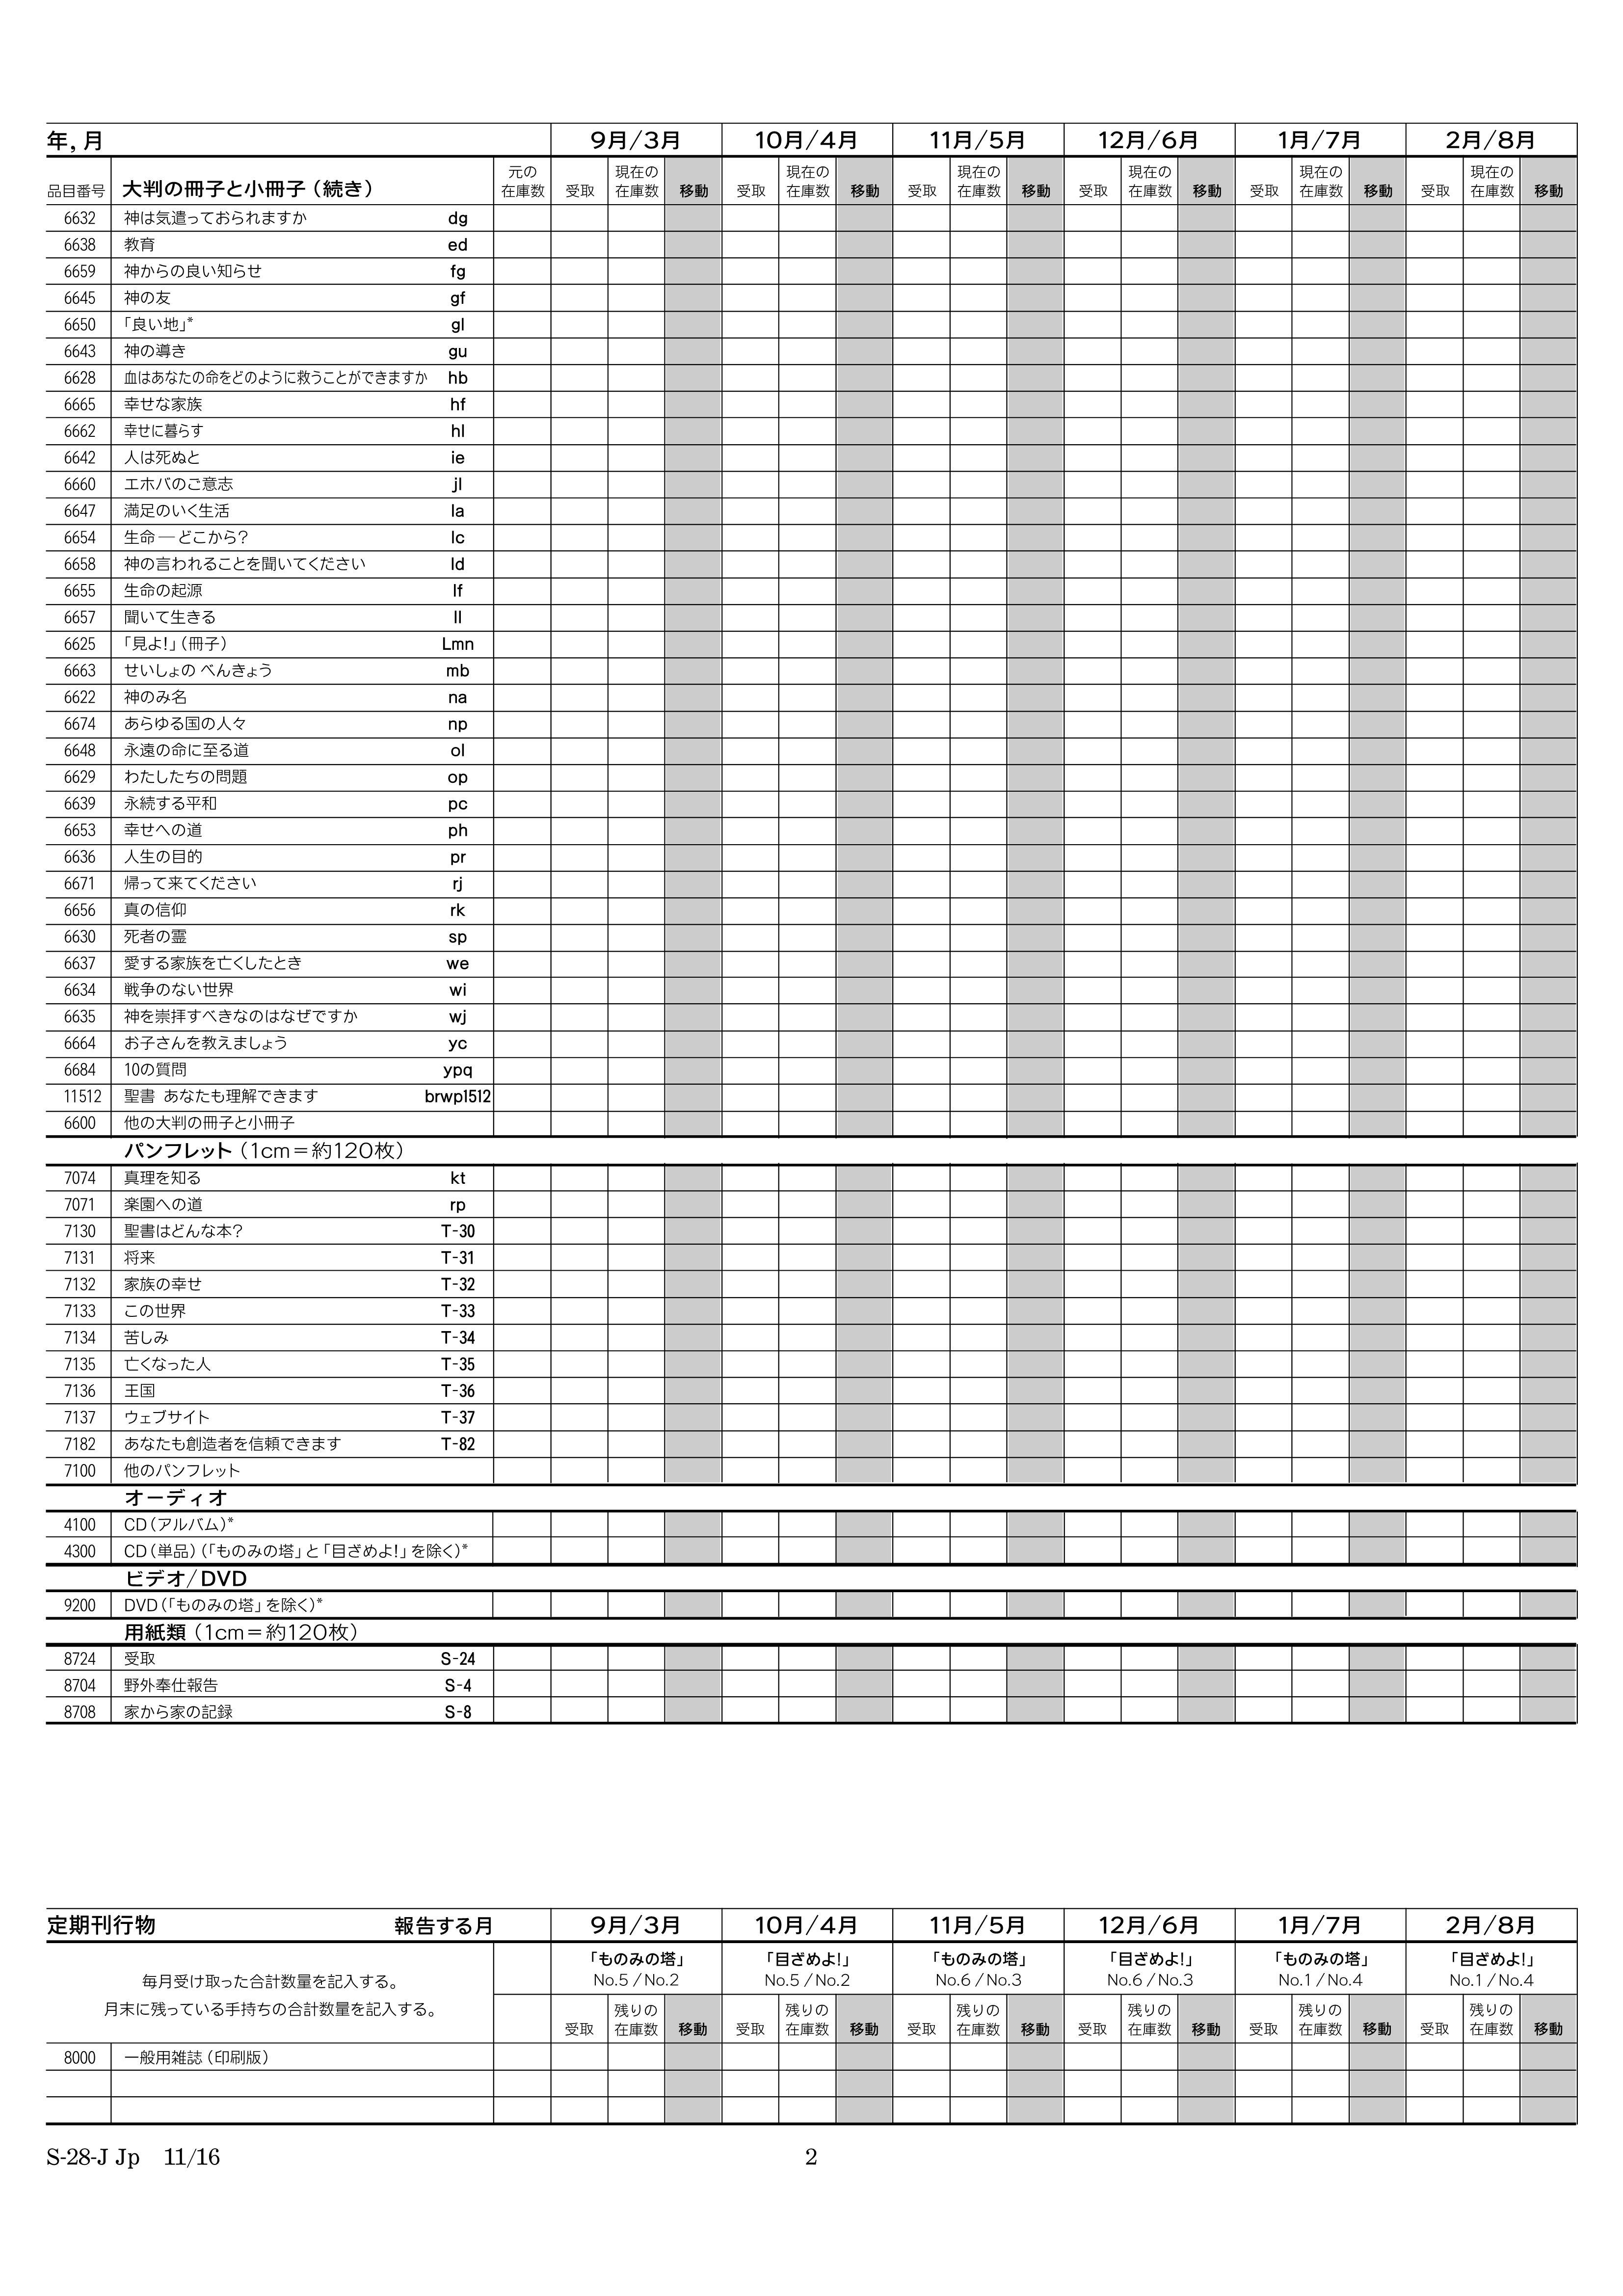 年，月 9月/3月 10月/4月 11月/5月 12月/6月 1月/7月 2月/8月
品目番号 大判の冊子と小冊子（続き） 元の在庫数 受取 現在の在庫数 移動 受取 現在の在庫数 移動 受取 現在の在庫数 移動 受取 現在の在庫数 移動 受取 現在の在庫数 移動 受取 現在の在庫数 移動
6632 神は気遣っておられますか dg
6638 教育 ed
6659 神からの良い知らせ fg
6645 神の友 gf
6650 「良い地」* gl
6643 神の導き gu
6628 血はあなたの命をどのように救うことができますか hb
6665 幸せな家族 hf
6662 幸せに暮らす hl
6642 人は死ぬと ie
6660 エホバのご意志 jl
6647 満足のいく生活 la
6654 生命 ― どこから？ lc
6658 神の言われることを聞いてください ld
6655 生命の起源 lf
6657 聞いて生きる ll
6625 「見よ！」（冊子） Lmn
6663 せいしょの べんきょう mb
6622 神のみ名 na
6674 あらゆる国の人々 np
6648 永遠の命に至る道 ol
6629 わたしたちの問題 op
6639 永続する平和 pc
6653 幸せへの道 ph
6636 人生の目的 pr
6671 帰って来てください rj
6656 真の信仰 rk
6630 死者の霊 sp
6637 愛する家族を亡くしたとき we
6634 戦争のない世界 wi
6635 神を崇拝すべきなのはなぜですか wj
6664 お子さんを教えましょう yc
6684 10の質問 ypq
11512 聖書 あなたも理解できます brwp1512
6600 他の大判の冊子と小冊子
パンフレット（1cm＝約120枚）
7074 真理を知る kt
7071 楽園への道 rp
7130 聖書はどんな本？ T-30
7131 将来 T-31
7132 家族の幸せ T-32
7133 この世界 T-33
7134 苦しみ T-34
7135 亡くなった人 T-35
7136 王国 T-36
7137 ウェブサイト T-37
7182 あなたも創造者を信頼できます T-82
7100 他のパンフレット
オーディオ
4100 CD（アルバム）*
4300 CD（単品）（「ものみの塔」と「目ざめよ！」を除く）*
ビデオ/DVD
9200 DVD（「ものみの塔」を除く）*
用紙類（1cm＝約120枚）
8724 受取 S-24
8704 野外奉仕報告 S-4
8708 家から家の記録 S-8
定期刊行物 報告する月 9月/3月 10月/4月 11月/5月 12月/6月 1月/7月 2月/8月
「ものみの塔」 「目ざめよ！」 「ものみの塔」 「目ざめよ！」 「ものみの塔」 「目ざめよ！」
毎月受け取った合計数量を記入する。 No.5 / No.2 No.5 / No.2 No.6 / No.3 No.6 / No.3 No.1 / No.4 No.1 / No.4
月末に残っている手持ちの合計数量を記入する。
受取 残りの在庫数 移動 受取 残りの在庫数 移動 受取 残りの在庫数 移動 受取 残りの在庫数 移動 受取 残りの在庫数 移動 受取 残りの在庫数 移動
8000 一般用雑誌（印刷版）
S-28-J Jp 11/16 2